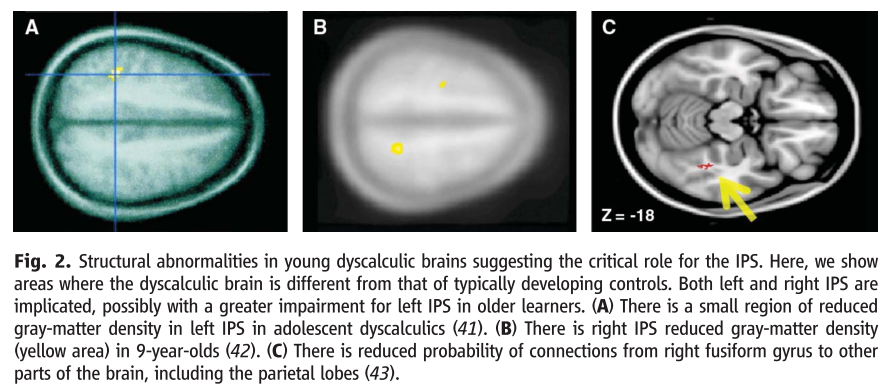 A
B
C
Z = -18
Fig. 2. Structural abnormalities in young dyscalculic brains suggesting the critical role for the IPS. Here, we show
areas where the dyscalculic brain is different from that of typically developing controls. Both left and right IPS are
implicated, possibly with a greater impairment for left IPS in older learners. (A) There is a small region of reduced
gray-matter density in left IPS in adolescent dyscalculics (41). (B) There is right IPS reduced gray-matter density
(yellow area) in 9-year-olds (42). (C) There is reduced probability of connections from right fusiform gyrus to other
parts of the brain, including the parietal lobes (43).